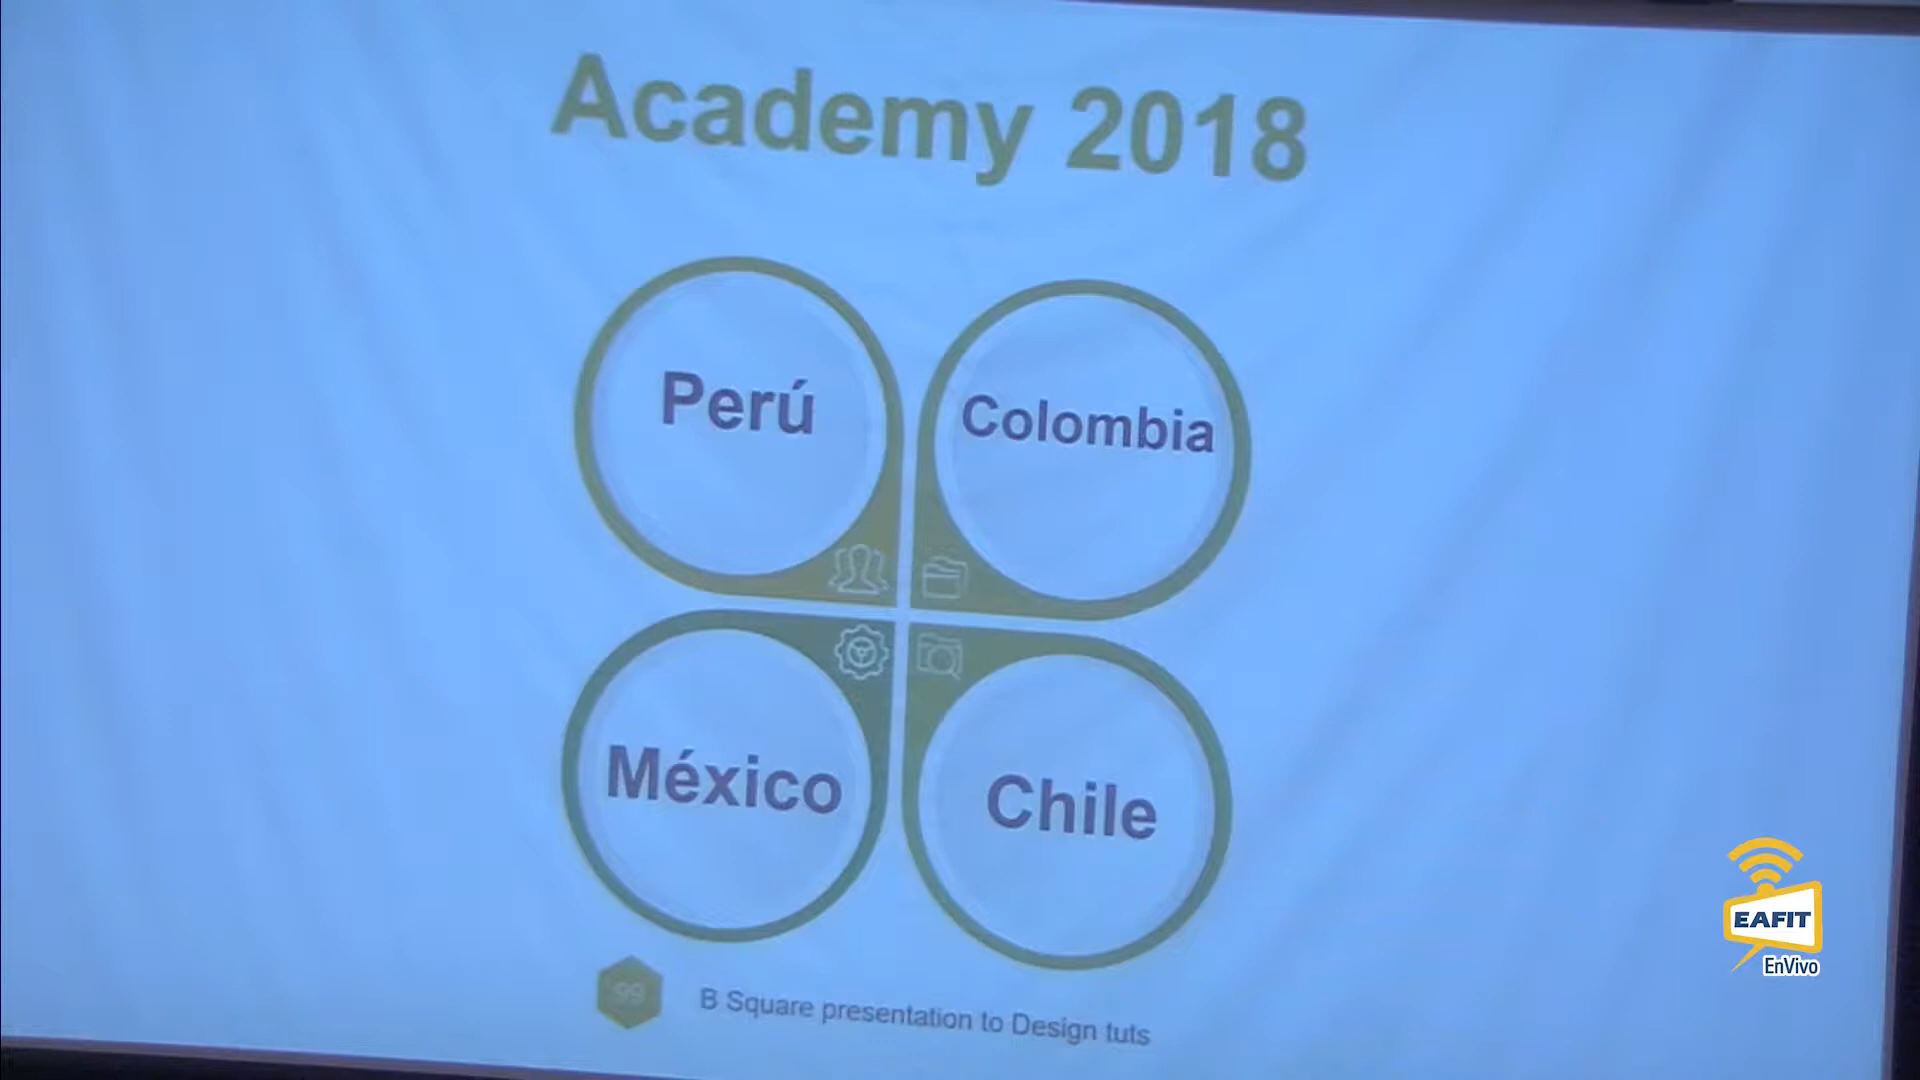 Academy 2018
Perú
Colombia
México
Chile
99
B Square presentation to Design tuts
EAFIT
EnVivo